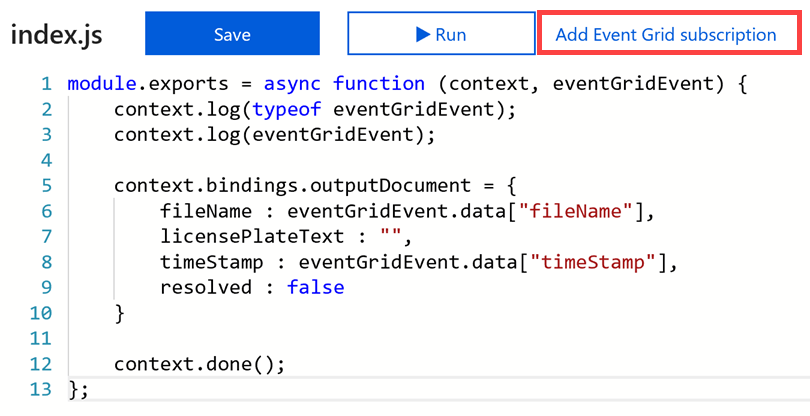 index.js Save Run Add Event Grid subscription
1 module.exports = async function (context, eventGridEvent) {
2     context.log(typeof eventGridEvent);
3     context.log(eventGridEvent);
4
5     context.bindings.outputDocument = {
6         fileName : eventGridEvent.data["fileName"],
7         licensePlateText : "",
8         timeStamp : eventGridEvent.data["timeStamp"],
9         resolved : false
10     }
11
12     context.done();
13 };